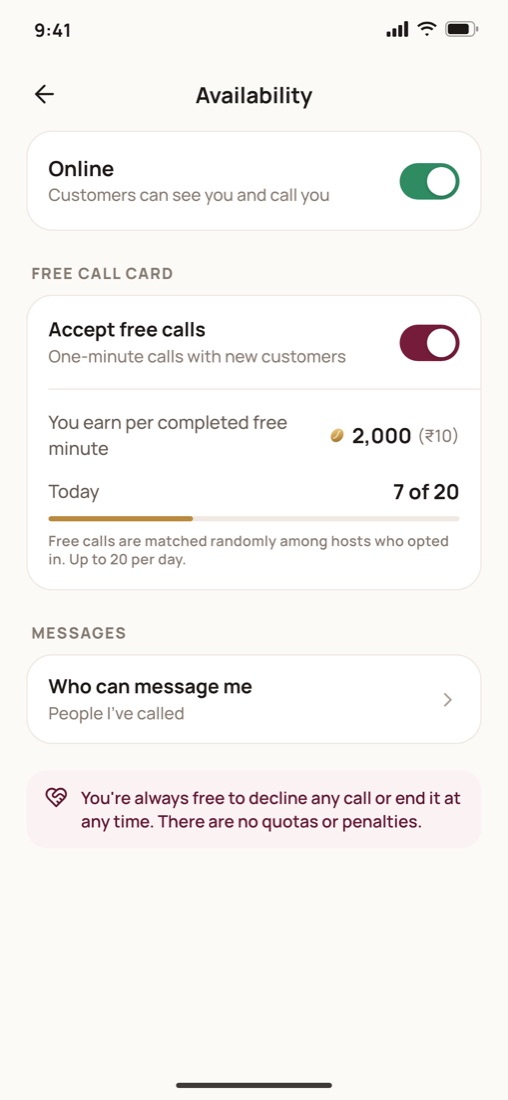 9:41
Availability
Online
Customers can see you and call you
FREE CALL CARD
Accept free calls
One-minute calls with new customers
You earn per completed free
minute
2,000 (₹10)
Today
7 of 20
Free calls are matched randomly among hosts who opted
in. Up to 20 per day.
MESSAGES
Who can message me
People I've called
You're always free to decline any call or end it at
any time. There are no quotas or penalties.